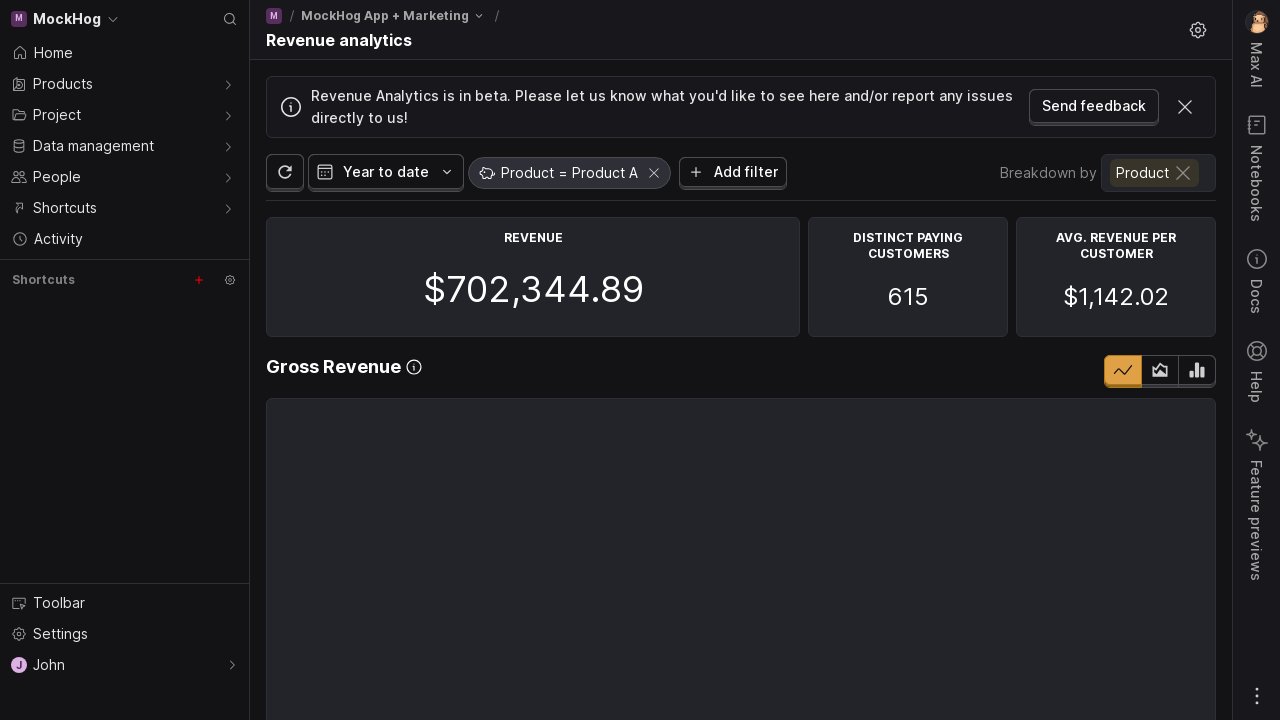 M MockHog
Home
Products
Project
Data management
People
Shortcuts
Activity
Shortcuts
Toolbar
Settings
J John
M / MockHog App + Marketing /
Revenue analytics
Revenue Analytics is in beta. Please let us know what you'd like to see here and/or report any issues
directly to us!
Send feedback
Year to date
Product = Product A
Add filter
Breakdown by
Product
REVENUE
$702,344.89
DISTINCT PAYING
CUSTOMERS
615
AVG. REVENUE PER
CUSTOMER
$1,142.02
Gross Revenue
Max AI
Notebooks
Docs
Help
Feature previews